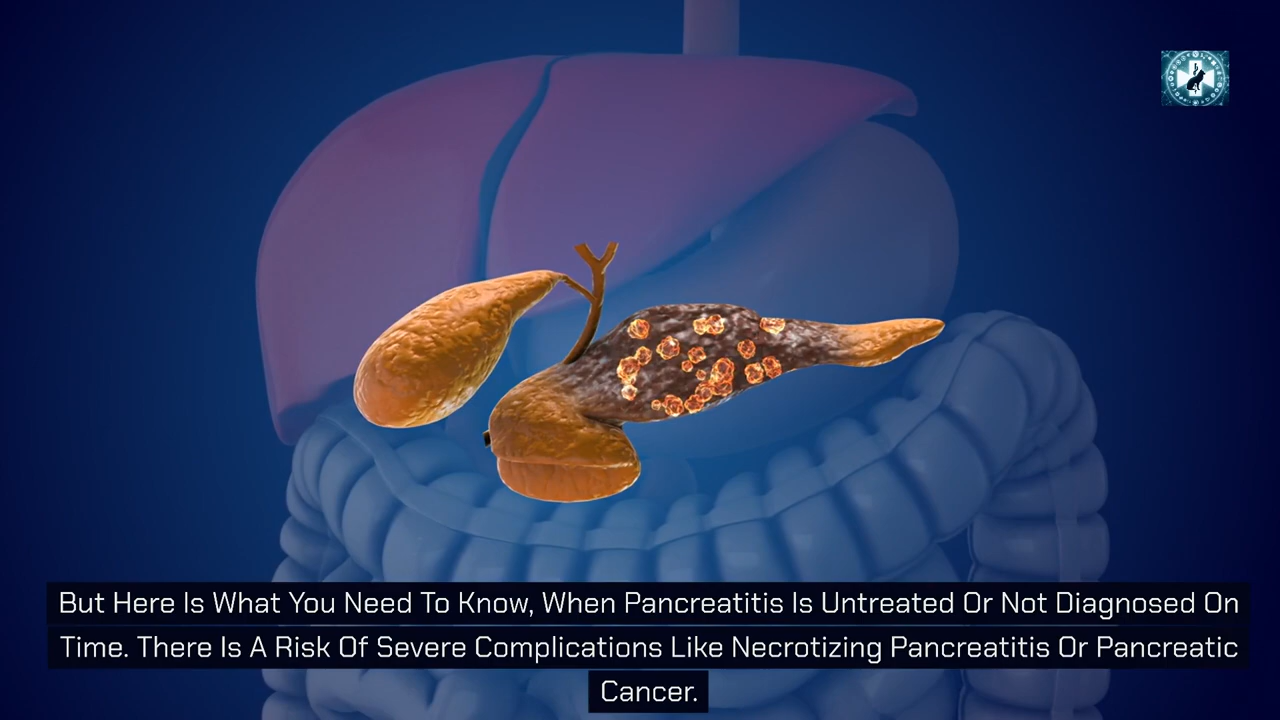 But Here Is What You Need To Know, When Pancreatitis Is Untreated Or Not Diagnosed On
Time. There Is A Risk Of Severe Complications Like Necrotizing Pancreatitis Or Pancreatic
Cancer.